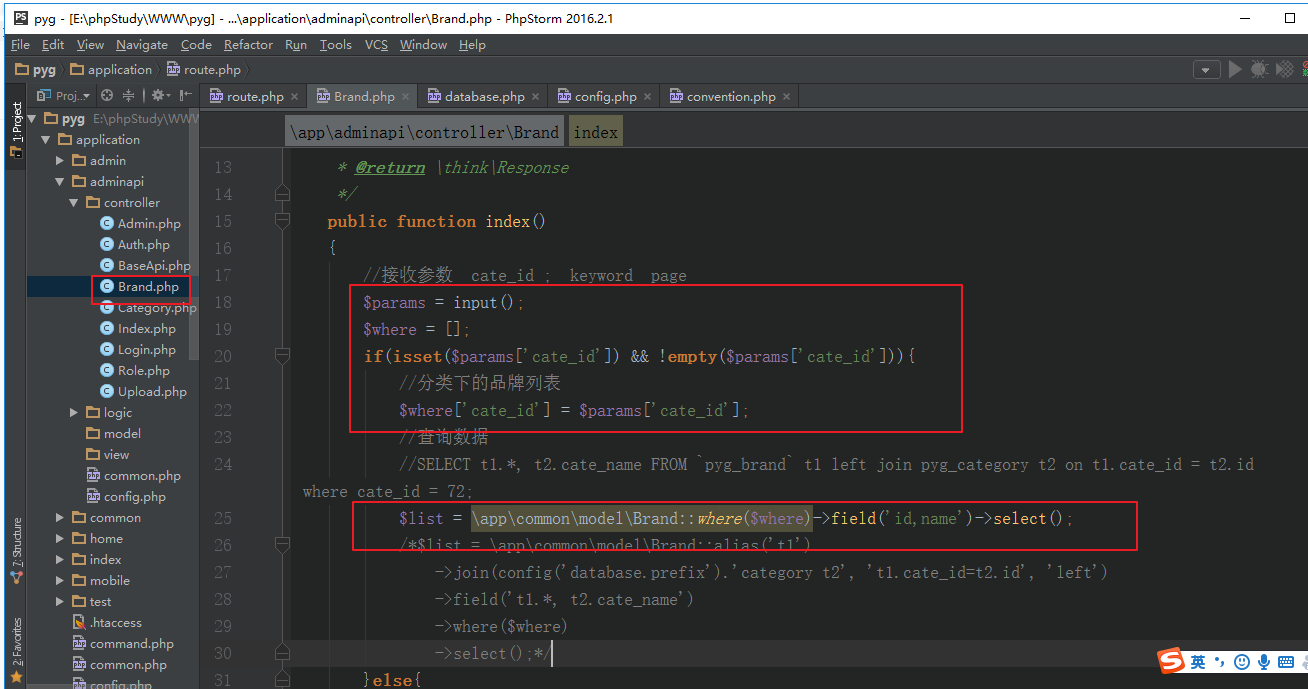 pyg - [E:\phpStudy\WWW\pyg] - ...\application\adminapi\controller\Brand.php - PhpStorm 2016.2.1
File Edit View Navigate Code Refactor Run Tools VCS Window Help
pyg application route.php
Proj... route.php Brand.php database.php config.php convention.php
1: Project
7: Structure
2: Favorites
pyg E:\phpStudy\WWW
application
admin
adminapi
controller
Admin.php
Auth.php
BaseApi.php
Brand.php
Category.php
Index.php
Login.php
Role.php
Upload.php
logic
model
view
common.php
config.php
common
home
index
mobile
test
.htaccess
command.php
common.php
config.php
\app\adminapi\controller\Brand index
13 * @return \think\Response
14 */
15 public function index()
16 {
17 //接收参数 cate_id ; keyword page
18 $params = input();
19 $where = [];
20 if(isset($params['cate_id']) && !empty($params['cate_id'])){
21 //分类下的品牌列表
22 $where['cate_id'] = $params['cate_id'];
23 //查询数据
24 //SELECT t1.*, t2.cate_name FROM `pyg_brand` t1 left join pyg_category t2 on t1.cate_id = t2.id
where cate_id = 72;
25 $list = \app\common\model\Brand::where($where)->field('id,name')->select();
26 /*$list = \app\common\model\Brand::alias('t1')
27 ->join(config('database.prefix').'category t2', 't1.cate_id=t2.id', 'left')
28 ->field('t1.*, t2.cate_name')
29 ->where($where)
30 ->select();*/
31 }else{
英